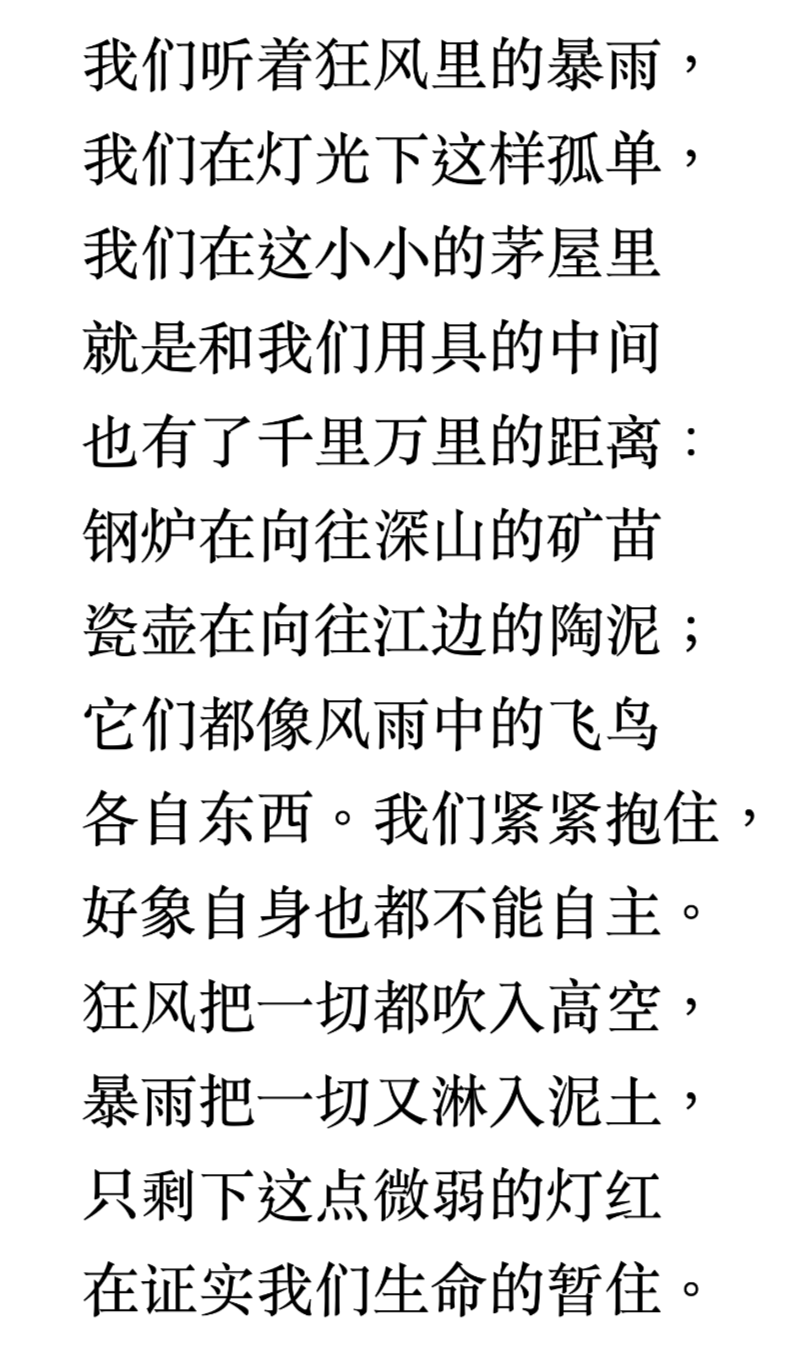 我们听着狂风里的暴雨，
我们在灯光下这样孤单，
我们在这小小的茅屋里
就是和我们用具的中间
也有了千里万里的距离：
钢炉在向往深山的矿苗
瓷壶在向往江边的陶泥；
它们都像风雨中的飞鸟
各自东西。我们紧紧抱住，
好象自身也都不能自主。
狂风把一切都吹入高空，
暴雨把一切又淋入泥土，
只剩下这点微弱的灯红
在证实我们生命的暂住。